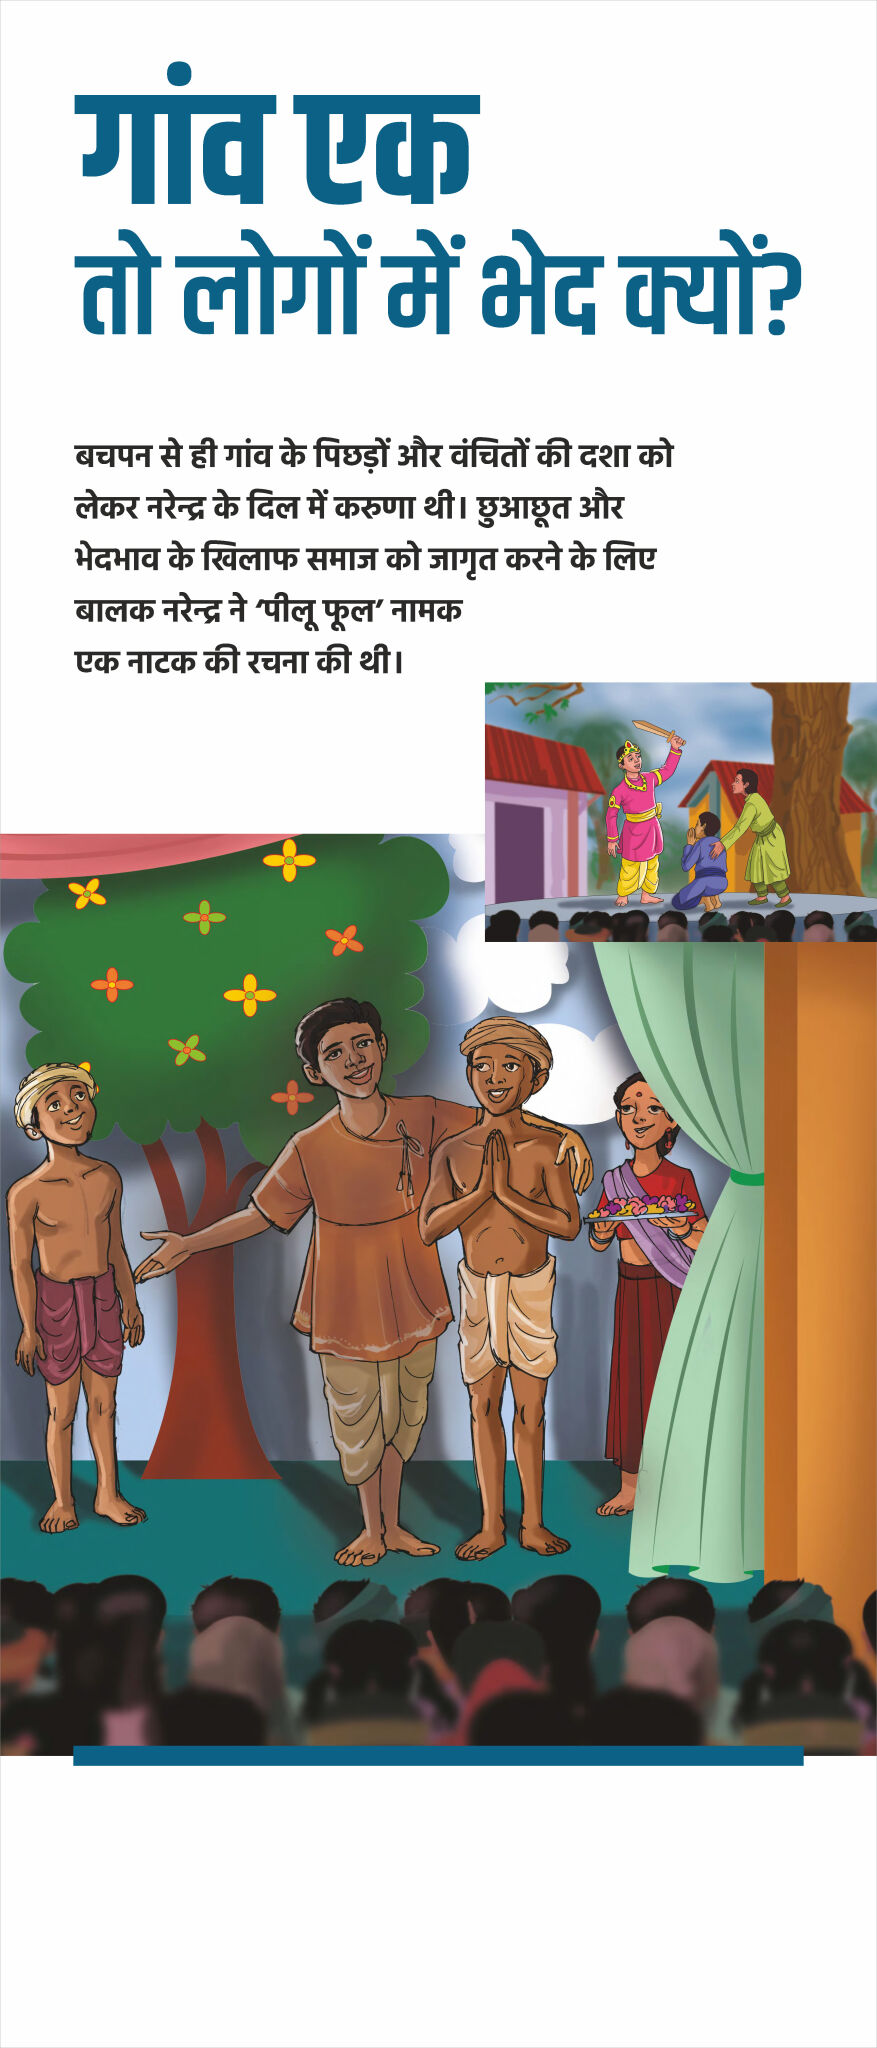 गांव एक
तो लोगों में भेद क्यों?
बचपन से ही गांव के पिछड़ों और वंचितों की दशा को
लेकर नरेन्द्र के दिल में करुणा थी। छुआछूत और
भेदभाव के खिलाफ समाज को जागृत करने के लिए
बालक नरेन्द्र ने ‘पीलू फूल’ नामक
एक नाटक की रचना की थी।